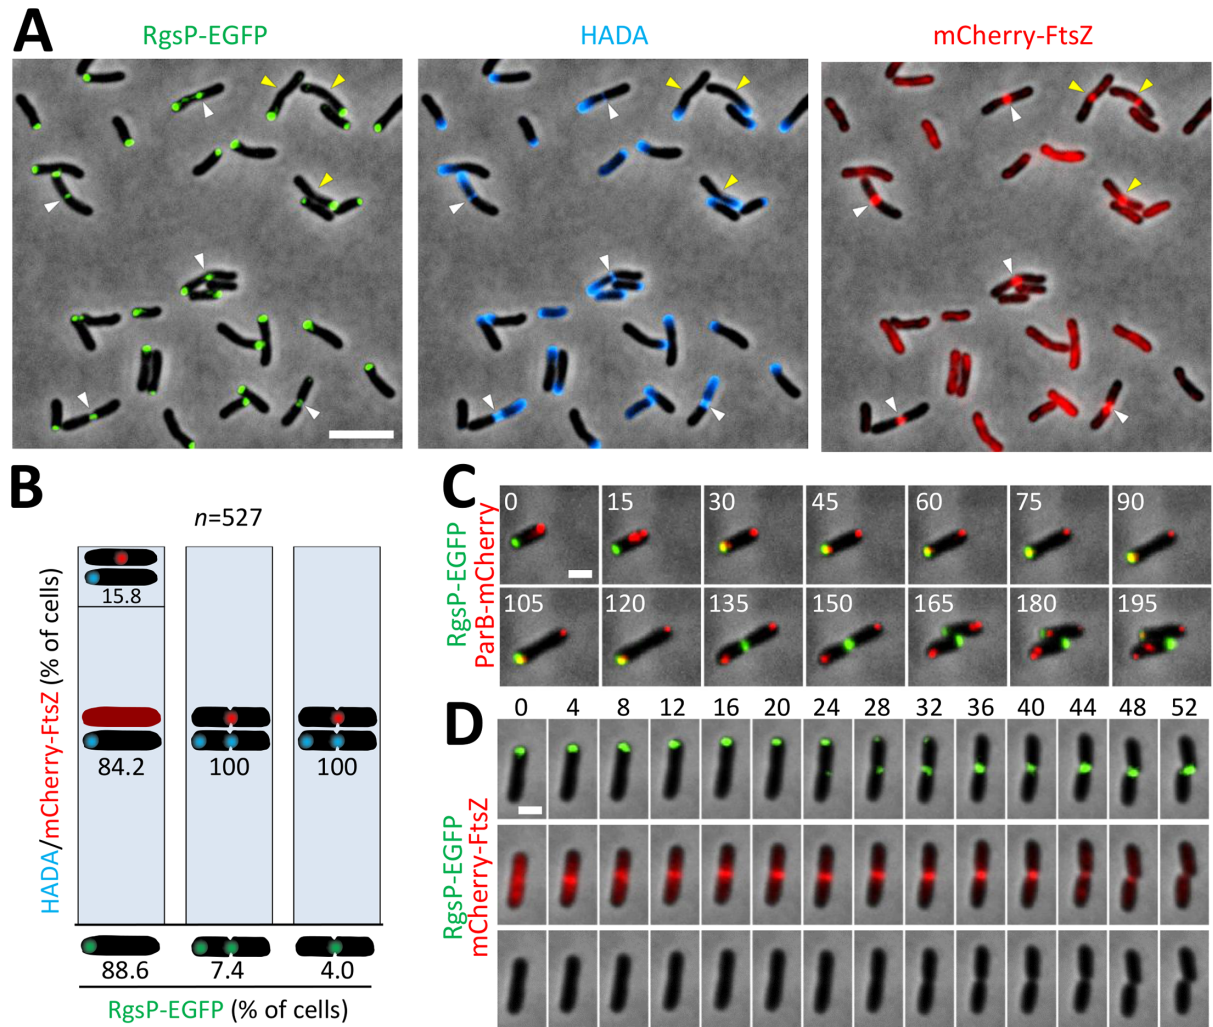 A
RgsP-EGFP
HADA
mCherry-FtsZ
B
n=527
HADA/mCherry-FtsZ (% of cells)
15.8
84.2
100
100
88.6
7.4
4.0
RgsP-EGFP (% of cells)
C
RgsP-EGFP
ParB-mCherry
0
15
30
45
60
75
90
105
120
135
150
165
180
195
D
RgsP-EGFP
mCherry-FtsZ
0 4 8 12 16 20 24 28 32 36 40 44 48 52